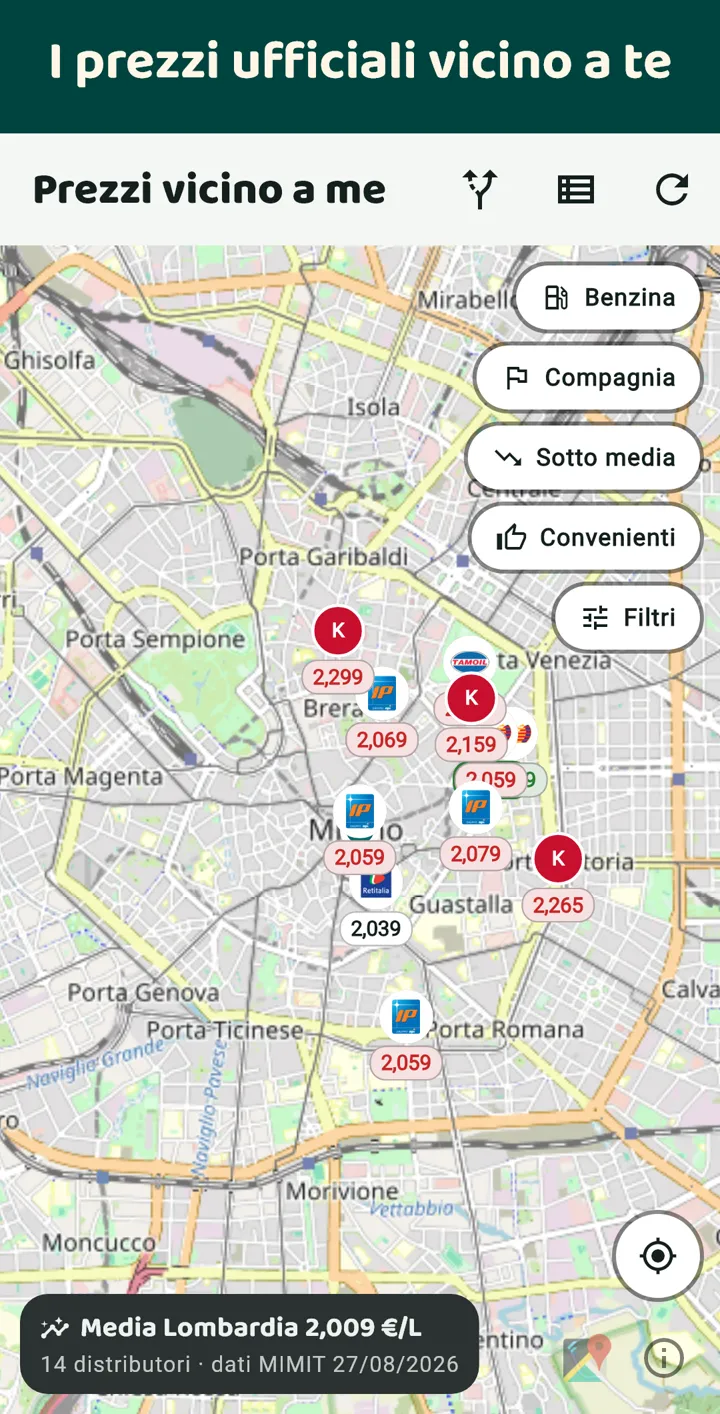 I prezzi ufficiali vicino a te
Prezzi vicino a me
Benzina
Compagnia
Sotto media
Convenienti
Filtri
Ghisolfa
Isola
Porta Garibaldi
Porta Sempione
K
2,299
TAMOIL
ta Venezia
IP
Brera
2,069
K
2,159
Porta Magenta
2,059
IP
IP
2,059
2,079
K
toria
Retitalia
Guastalla
2,265
2,039
Porta Genova
Calva
IP
Porta Ticinese
Porta Romana
2,059
Naviglio Grande
Naviglio Pavese
Morivione
Vettabbia
Moncucco
Media Lombardia 2,009 €/L
14 distributori · dati MIMIT 27/08/2026
entino